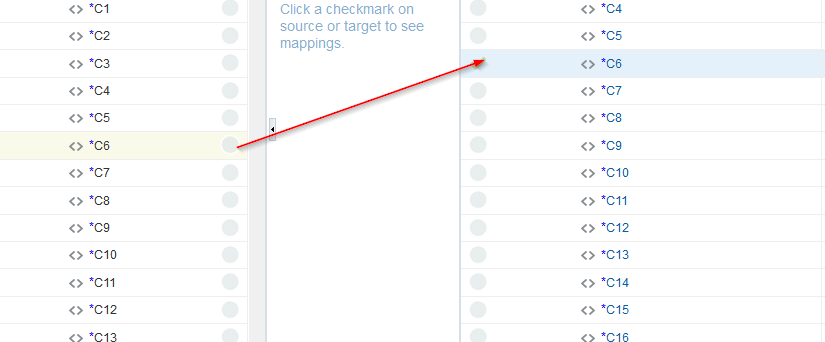 <> *C1
<> *C2
<> *C3
<> *C4
<> *C5
<> *C6
<> *C7
<> *C8
<> *C9
<> *C10
<> *C11
<> *C12
<> *C13
Click a checkmark on
source or target to see
mappings.
<> *C4
<> *C5
<> *C6
<> *C7
<> *C8
<> *C9
<> *C10
<> *C11
<> *C12
<> *C13
<> *C14
<> *C15
<> *C16